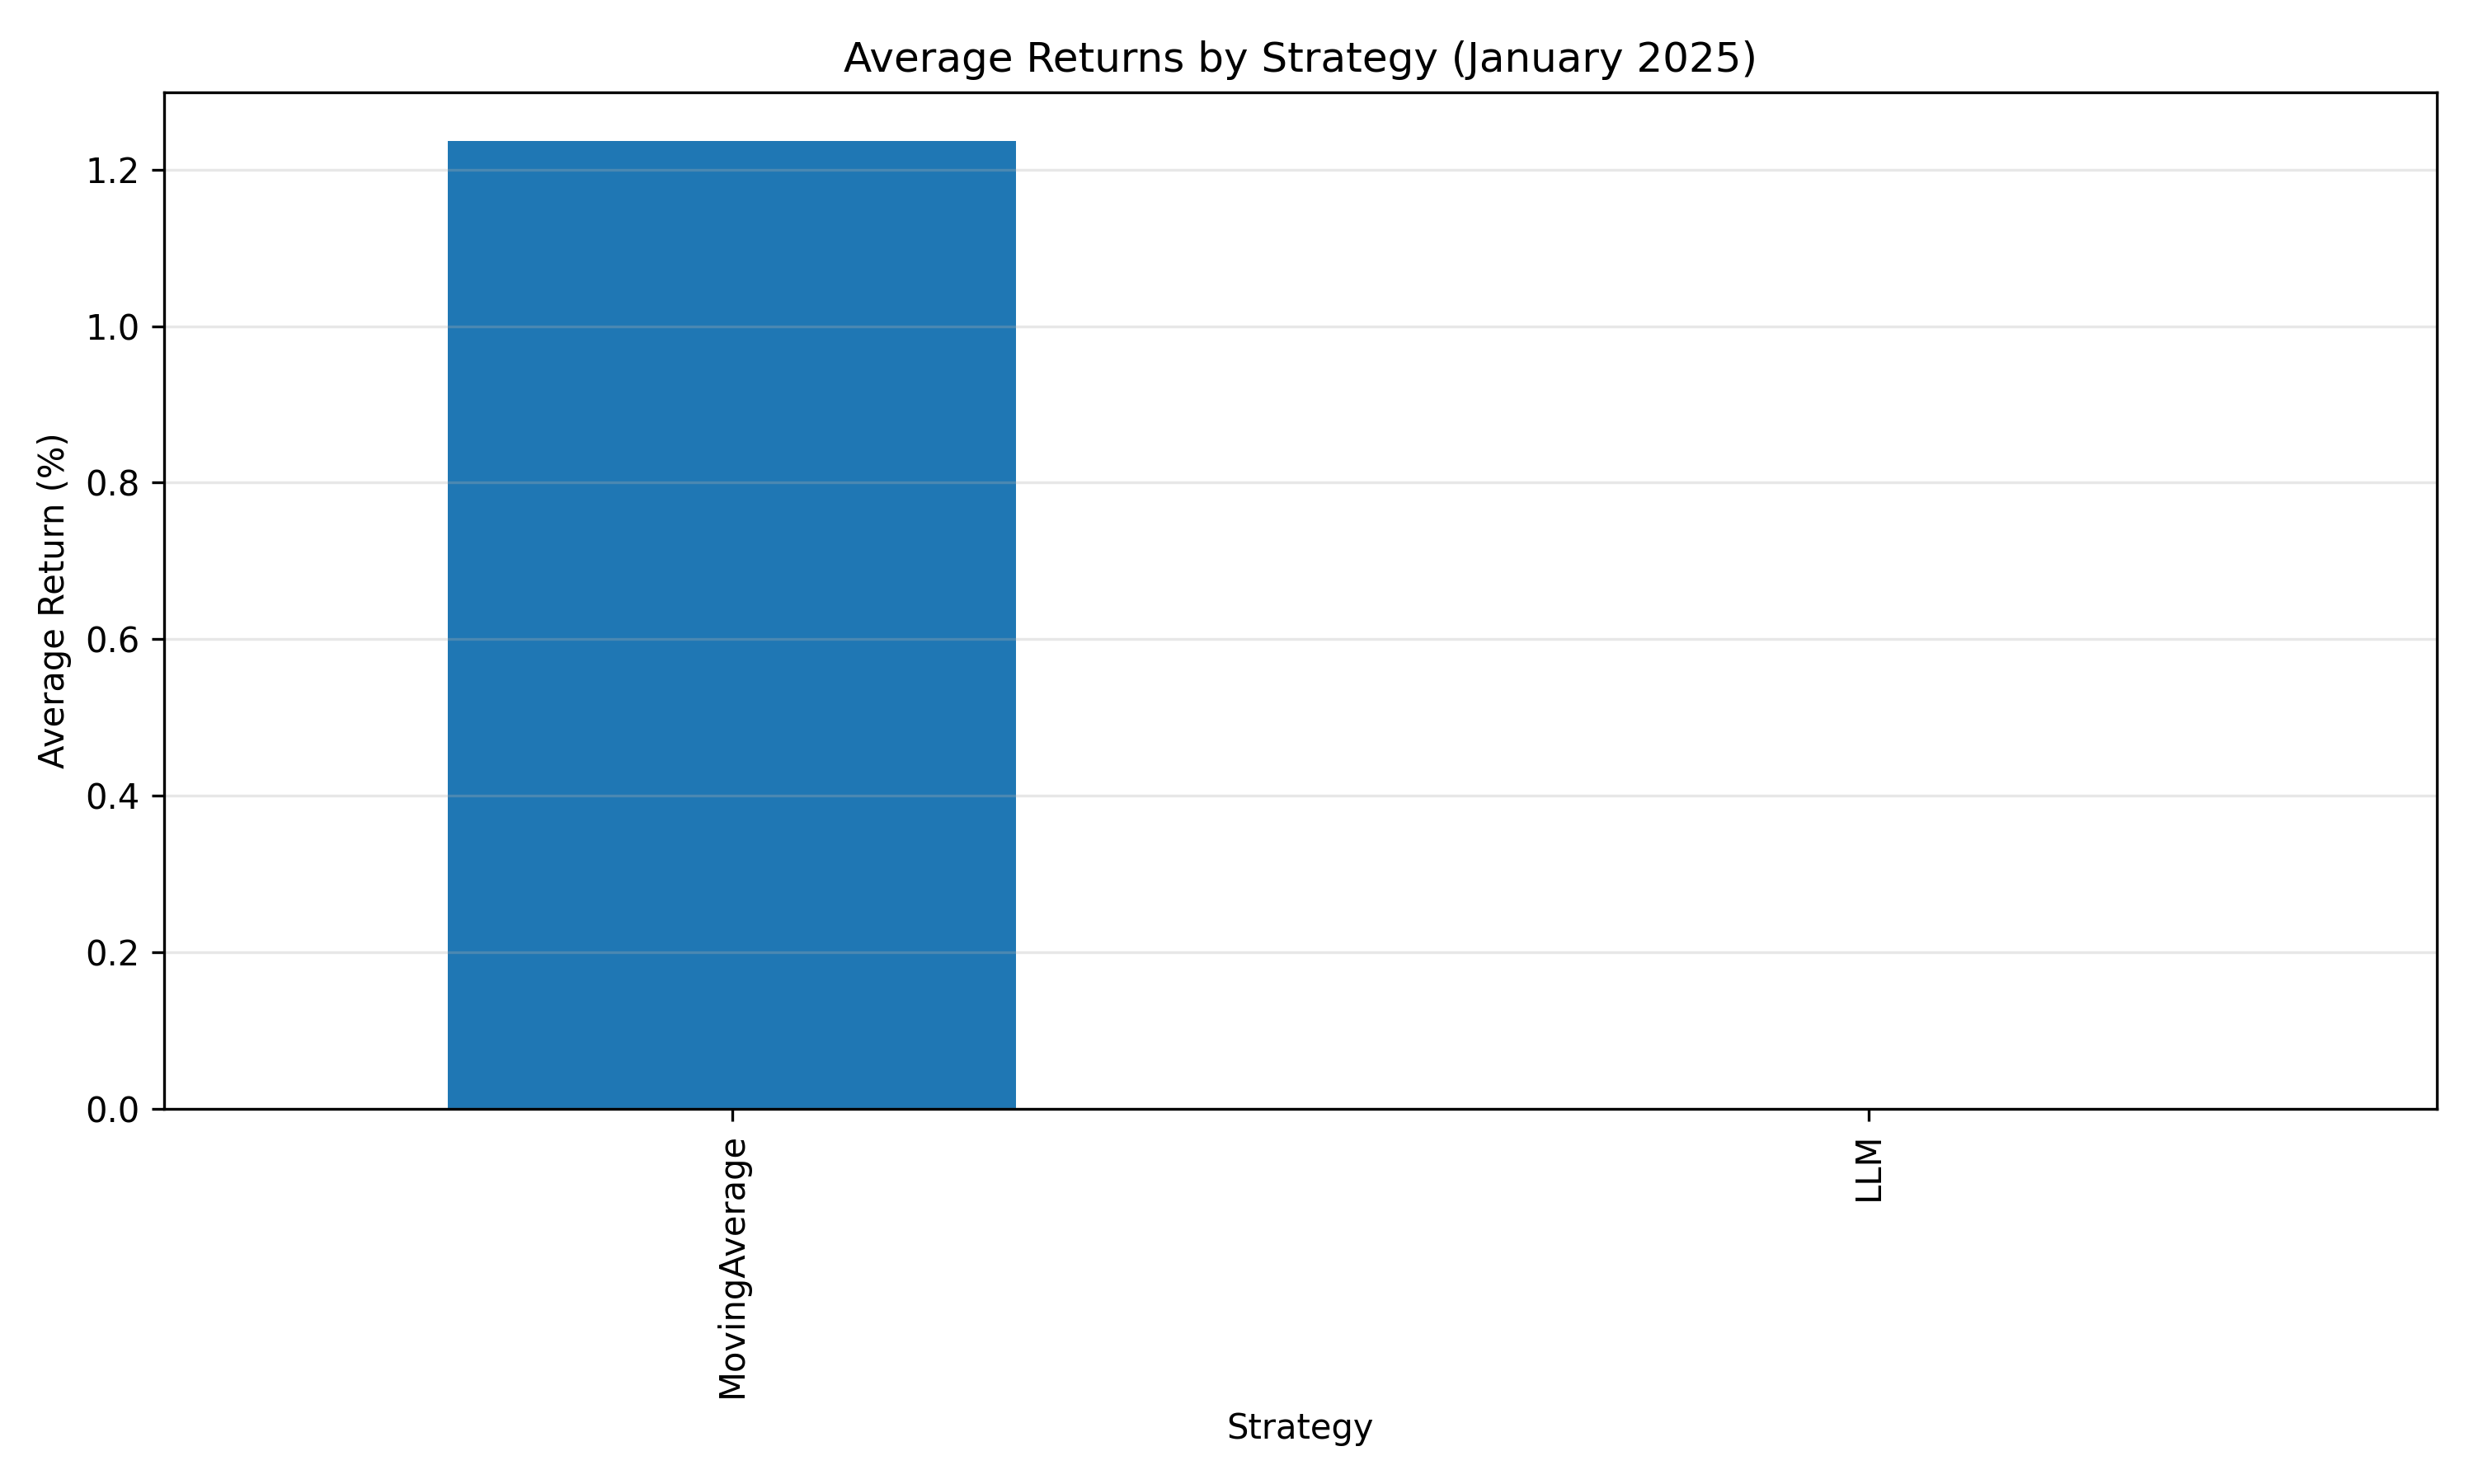 Average Returns by Strategy (January 2025)
Average Return (%)
1.2
1.0
0.8
0.6
0.4
0.2
0.0
MovingAverage
LLM
Strategy